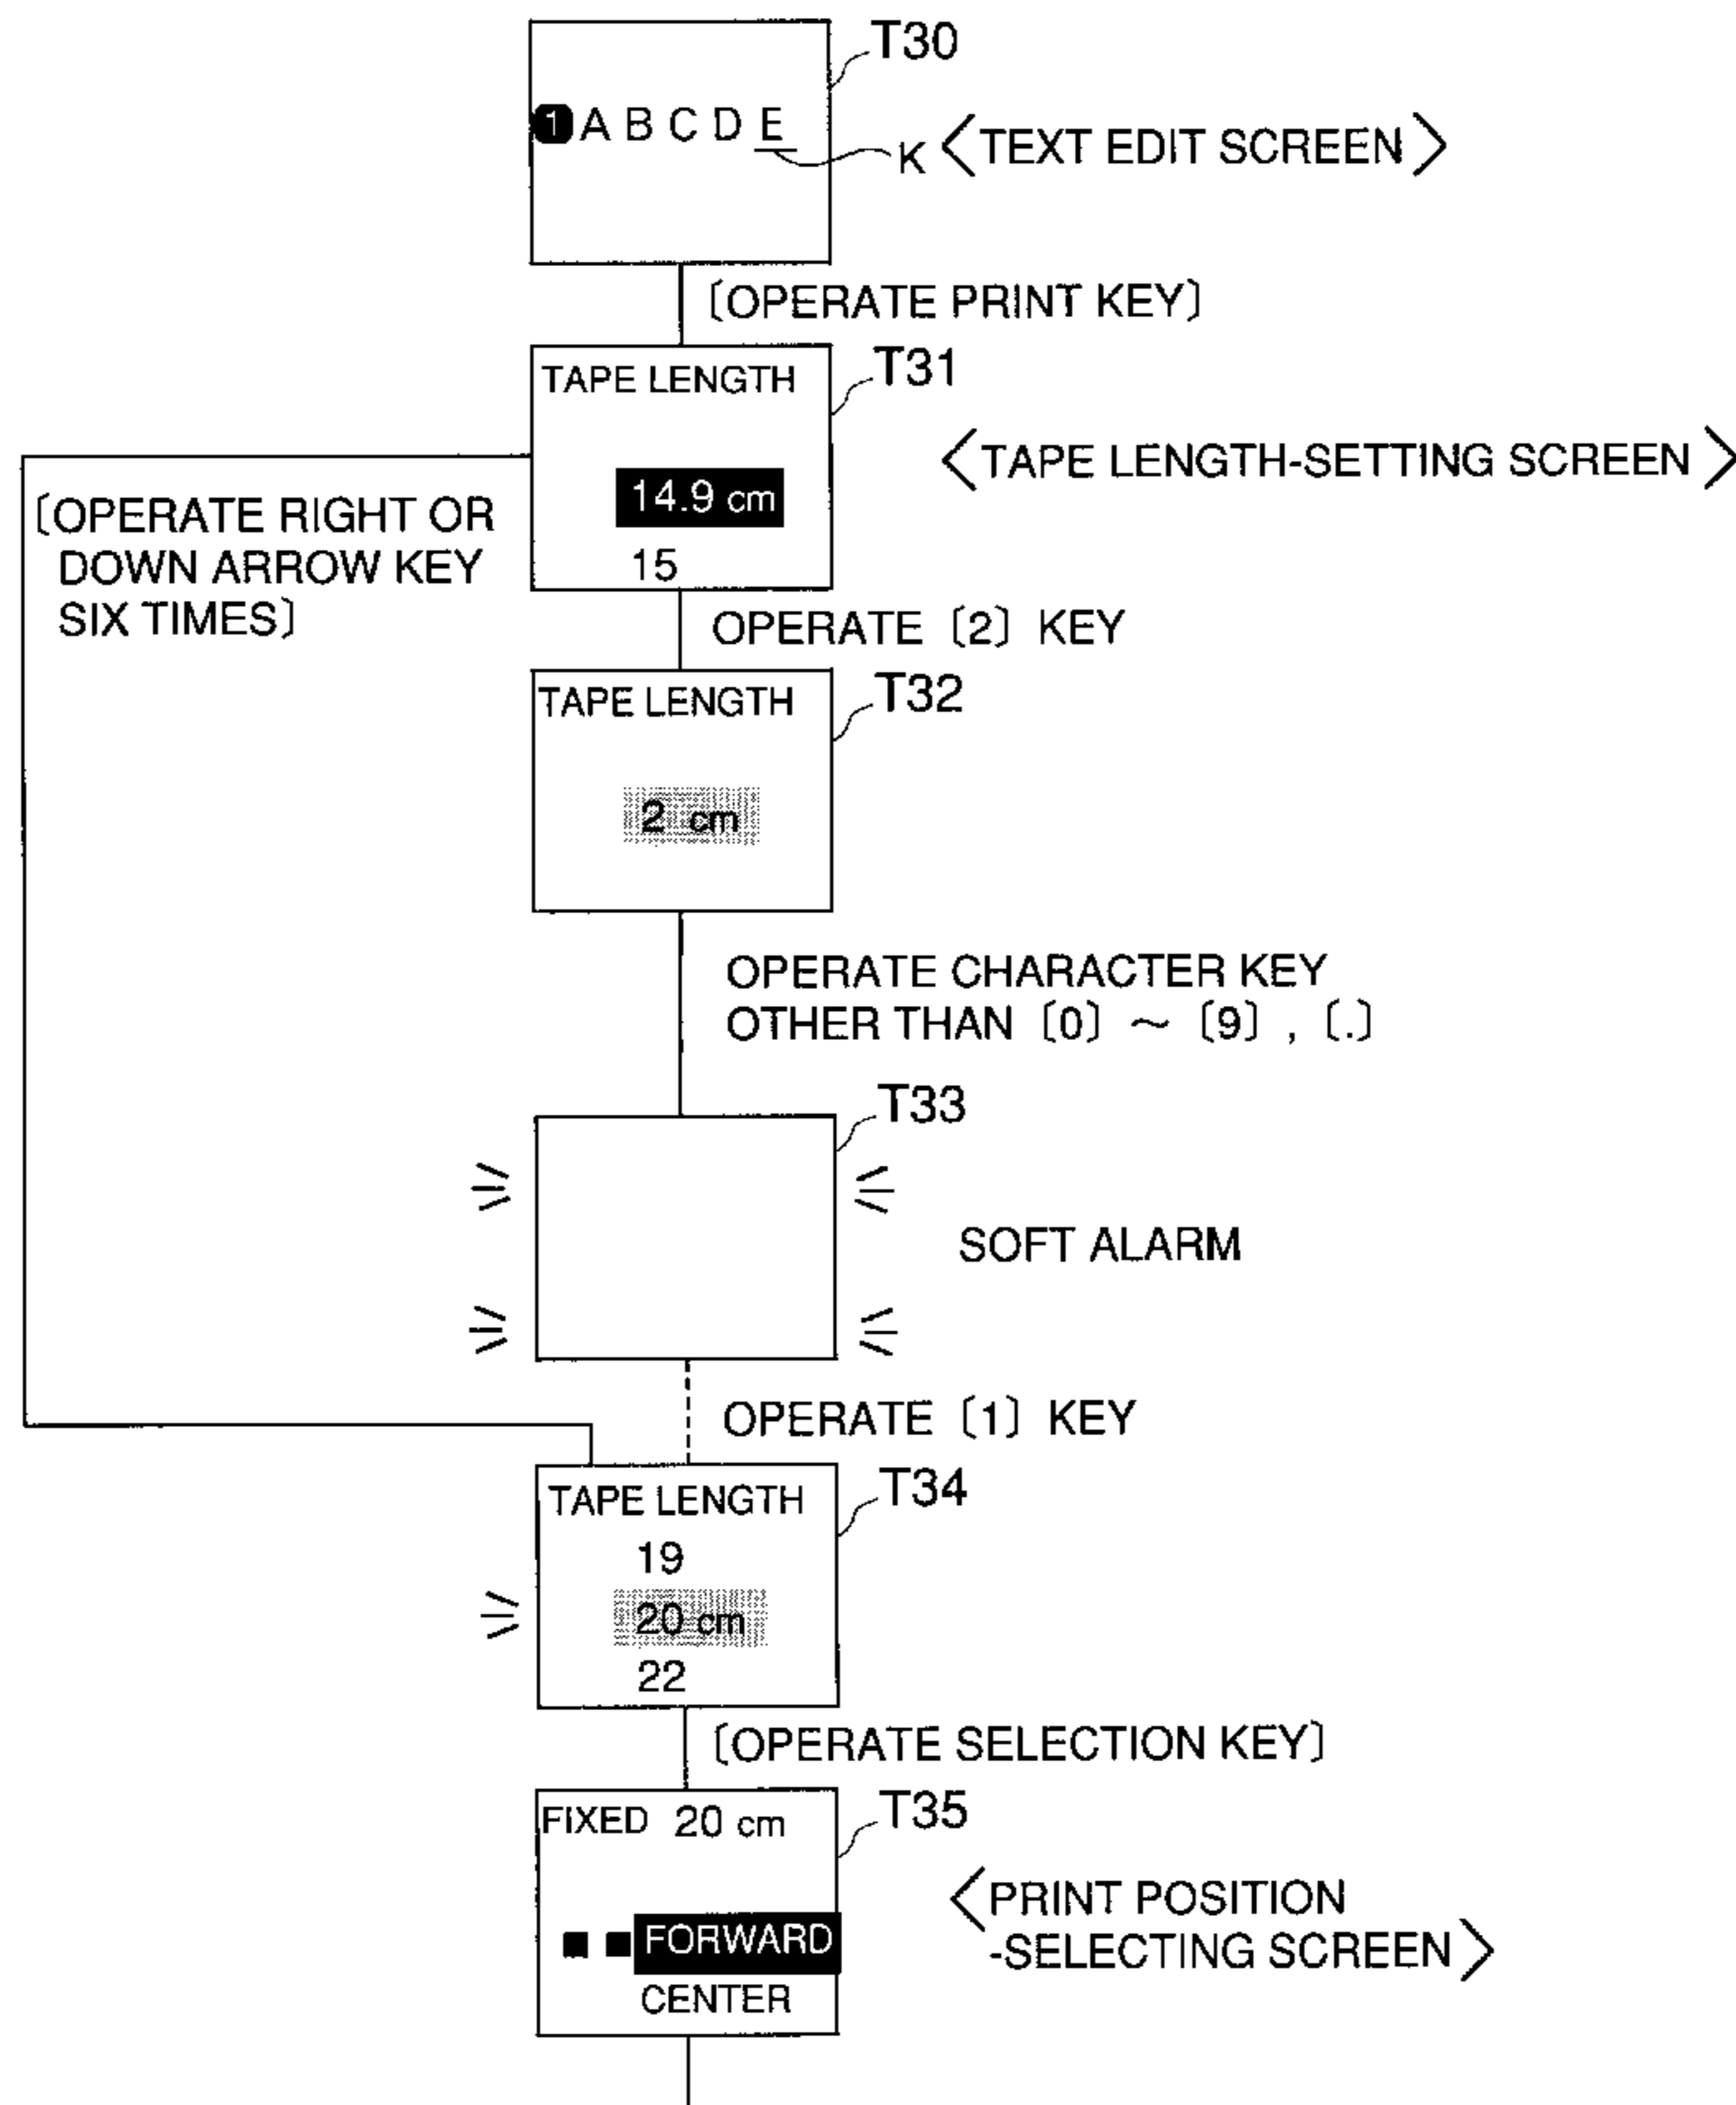 T30
1 A B C D E
K <TEXT EDIT SCREEN>
〔OPERATE PRINT KEY〕
T31
TAPE LENGTH
<TAPE LENGTH-SETTING SCREEN>
14.9 cm
15
〔OPERATE RIGHT OR
DOWN ARROW KEY
SIX TIMES〕
OPERATE 〔2〕 KEY
T32
TAPE LENGTH
2 cm
OPERATE CHARACTER KEY
OTHER THAN 〔0〕 ~ 〔9〕 , 〔.〕
T33
SOFT ALARM
OPERATE 〔1〕 KEY
T34
TAPE LENGTH
19
20 cm
22
〔OPERATE SELECTION KEY〕
T35
FIXED 20 cm
<PRINT POSITION
-SELECTING SCREEN>
FORWARD
CENTER